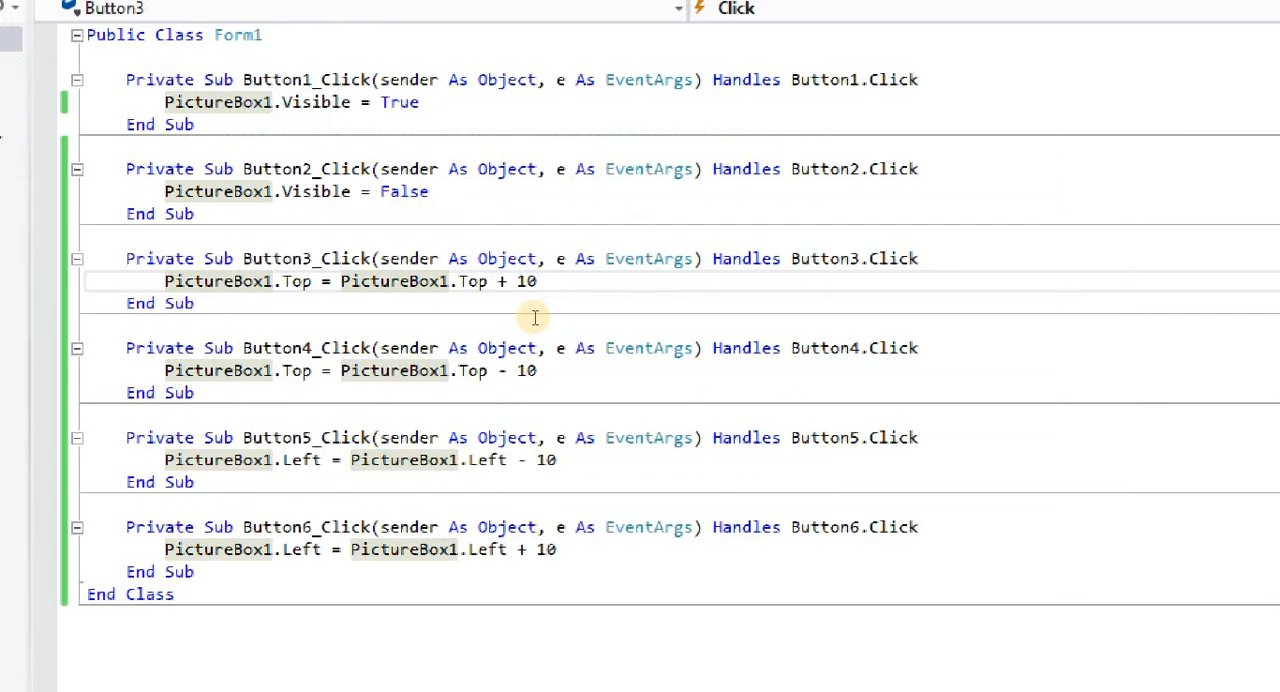 Button3
Click
Public Class Form1
Private Sub Button1_Click(sender As Object, e As EventArgs) Handles Button1.Click
PictureBox1.Visible = True
End Sub
Private Sub Button2_Click(sender As Object, e As EventArgs) Handles Button2.Click
PictureBox1.Visible = False
End Sub
Private Sub Button3_Click(sender As Object, e As EventArgs) Handles Button3.Click
PictureBox1.Top = PictureBox1.Top + 10
End Sub
Private Sub Button4_Click(sender As Object, e As EventArgs) Handles Button4.Click
PictureBox1.Top = PictureBox1.Top - 10
End Sub
Private Sub Button5_Click(sender As Object, e As EventArgs) Handles Button5.Click
PictureBox1.Left = PictureBox1.Left - 10
End Sub
Private Sub Button6_Click(sender As Object, e As EventArgs) Handles Button6.Click
PictureBox1.Left = PictureBox1.Left + 10
End Sub
End Class